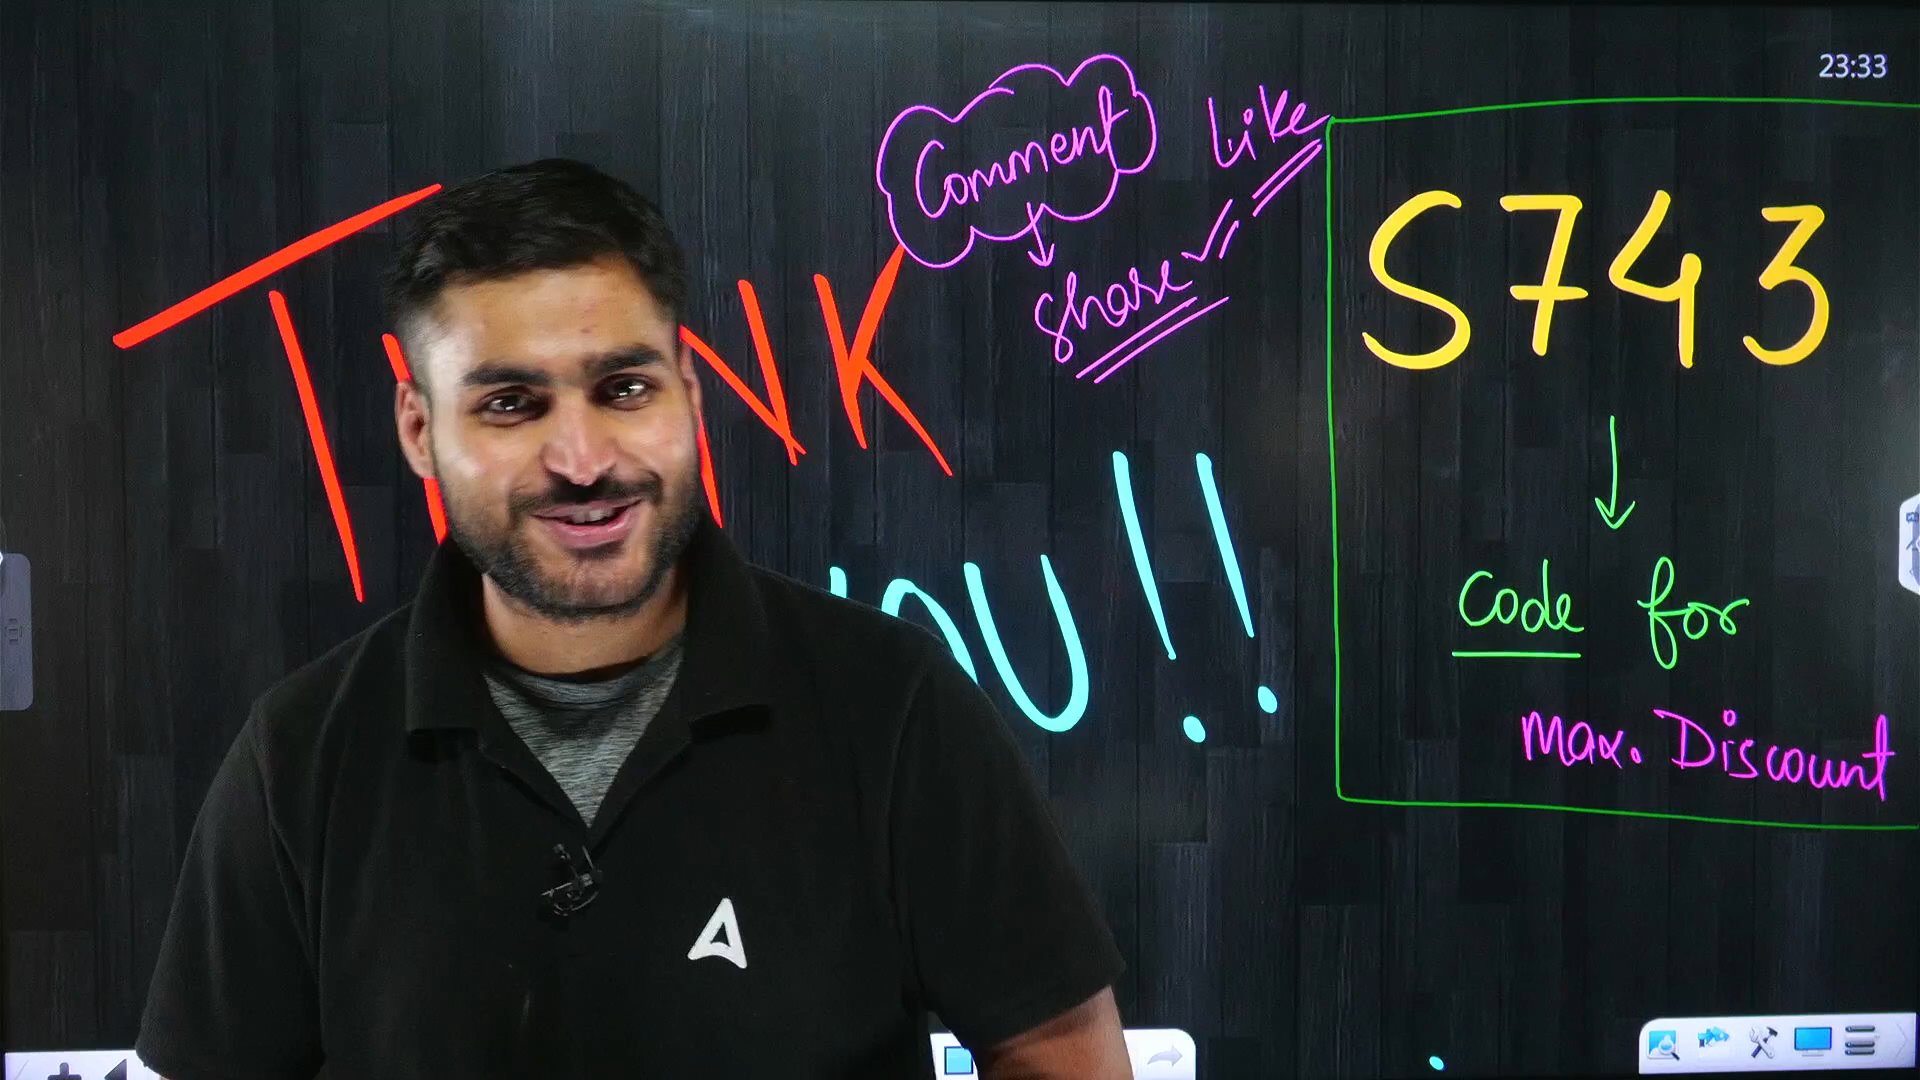 23:33
Comment
Like
Share
S743
code for
max. Discount
!!